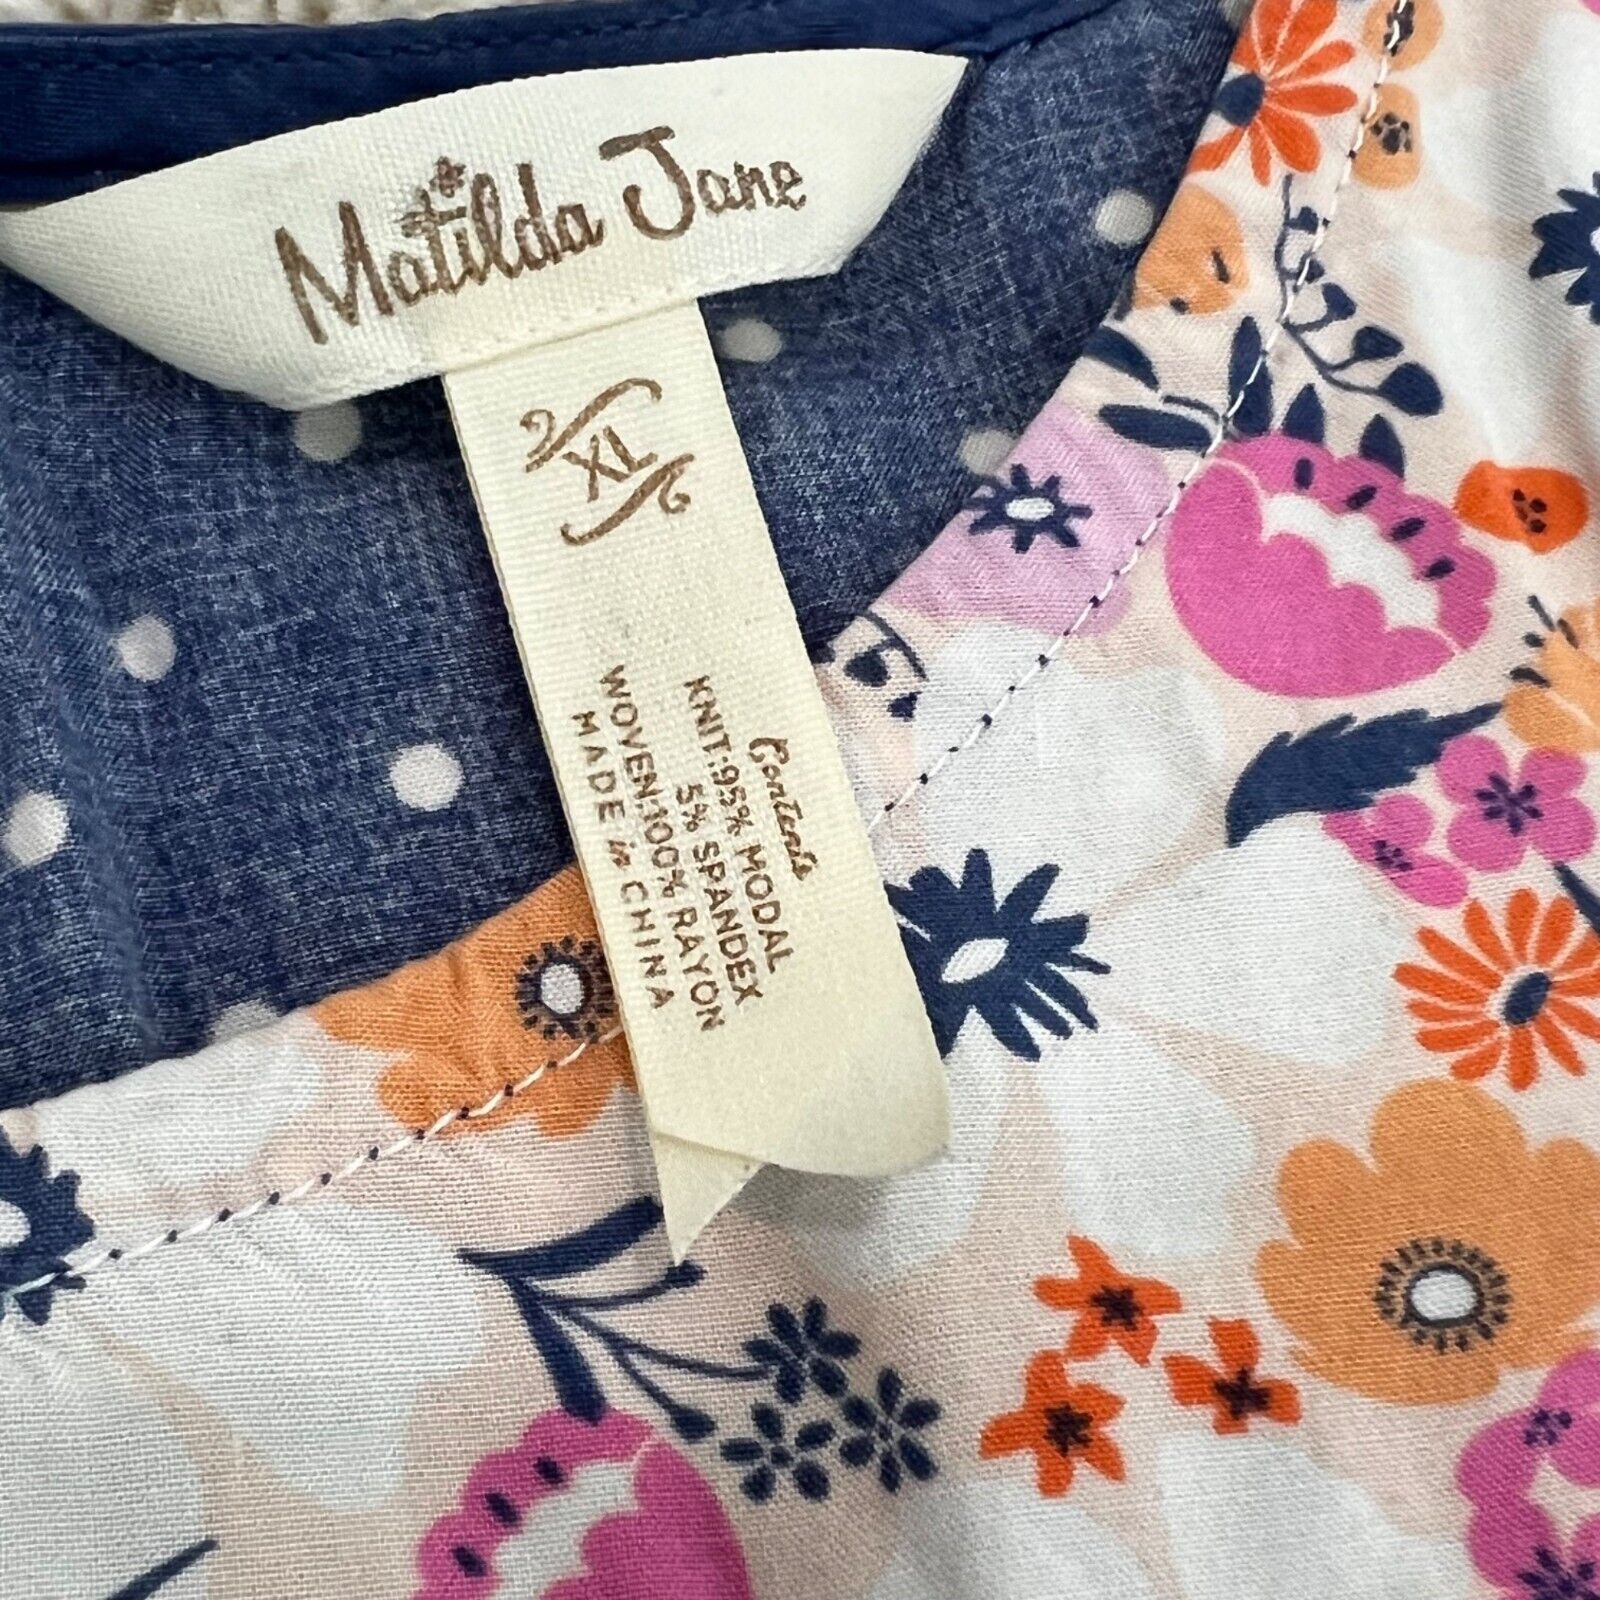 Matilda Jane
XL
Contents
KNIT:95% MODAL
5% SPANDEX
WOVEN:100% RAYON
MADE in CHINA